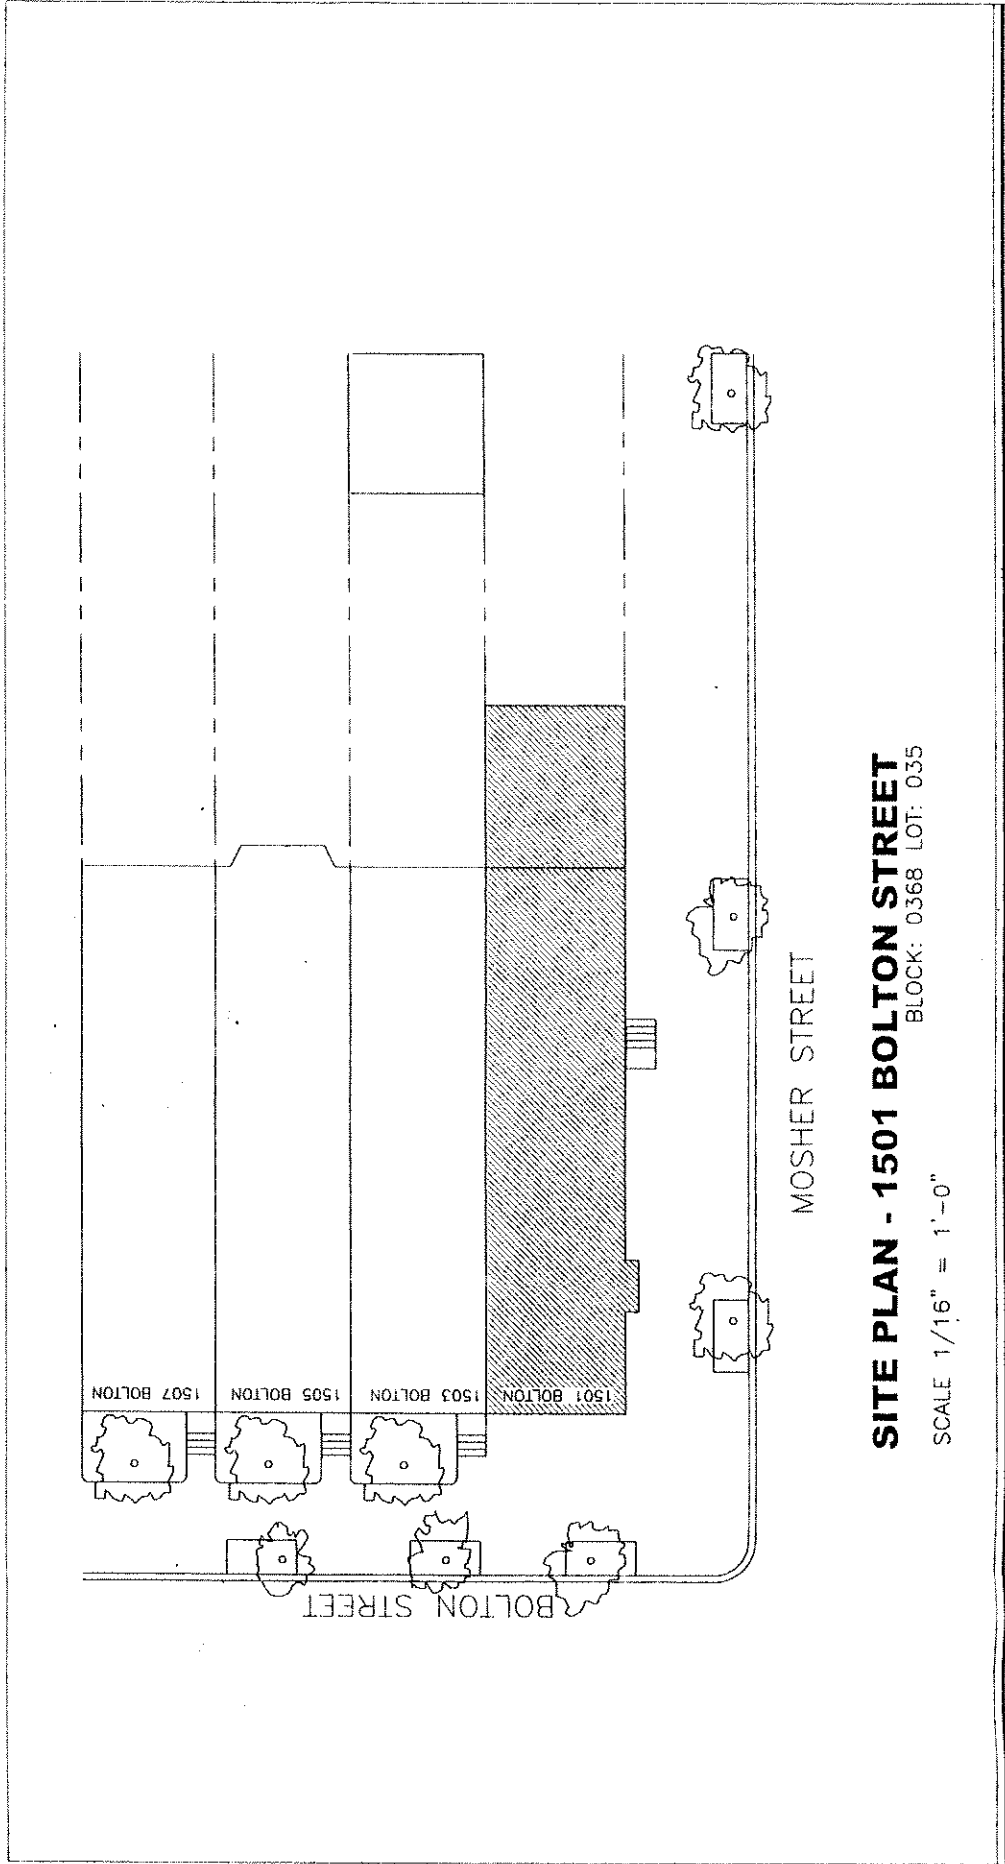 1507 BOLTON
1505 BOLTON
1503 BOLTON
1501 BOLTON
BOLTON STREET
MOSHER STREET
SITE PLAN - 1501 BOLTON STREET
BLOCK: 0368 LOT: 035
SCALE 1/16" = 1'-0"